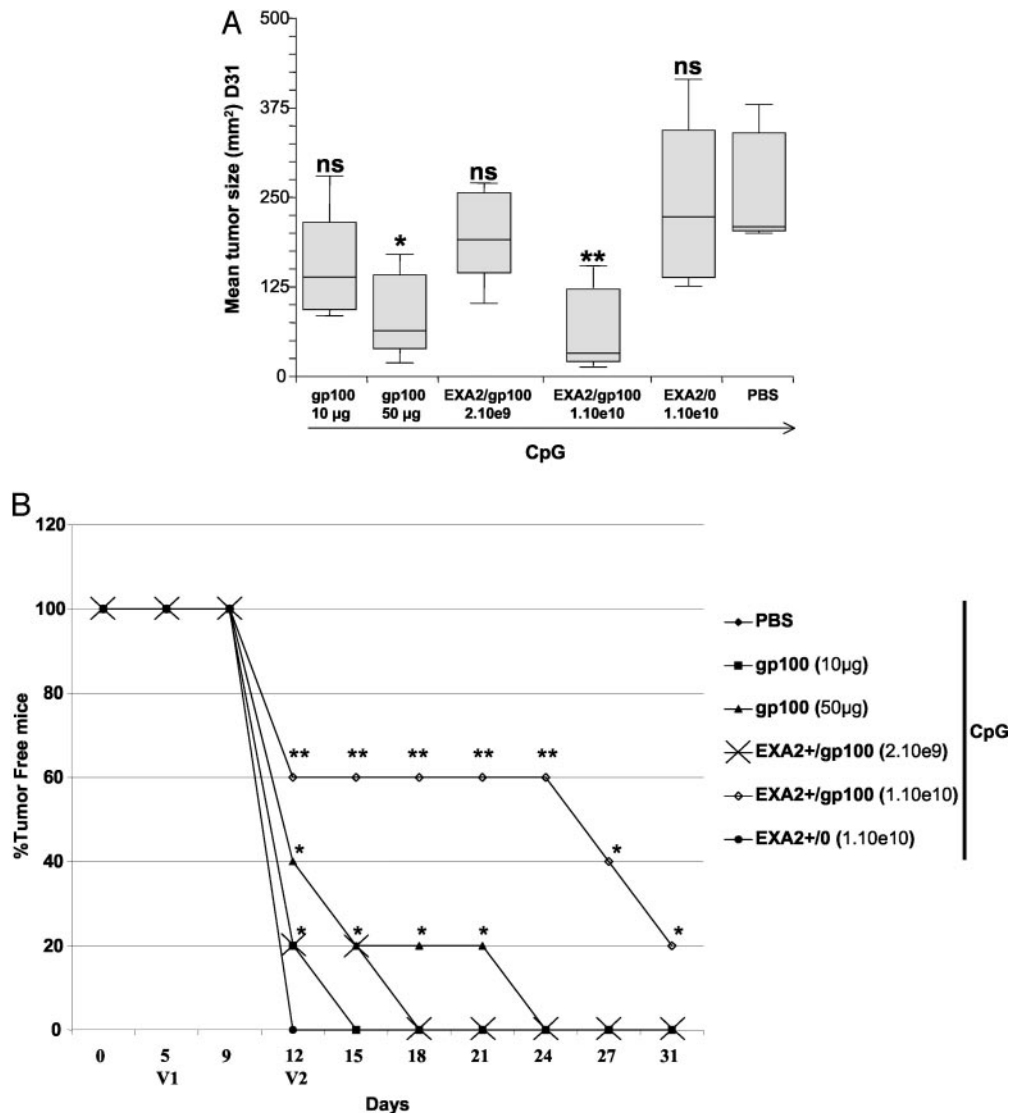 A
Mean tumor size (mm²) D31
500
375
250
125
0
ns
*
ns
**
ns
gp100
10 µg
gp100
50 µg
EXA2/gp100
2.10e9
EXA2/gp100
1.10e10
EXA2/0
1.10e10
PBS
CpG
B
%Tumor Free mice
120
100
80
60
40
20
0
** ** ** ** **
* *
* * * * *
0 5 9 12 15 18 21 24 27 31
V1 V2
Days
PBS
gp100 (10µg)
gp100 (50µg)
EXA2+/gp100 (2.10e9)
EXA2+/gp100 (1.10e10)
EXA2+/0 (1.10e10)
CpG